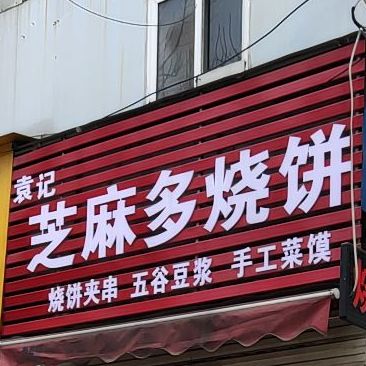 袁记
芝麻多烧饼
烧饼夹串 五谷豆浆 手工菜馍